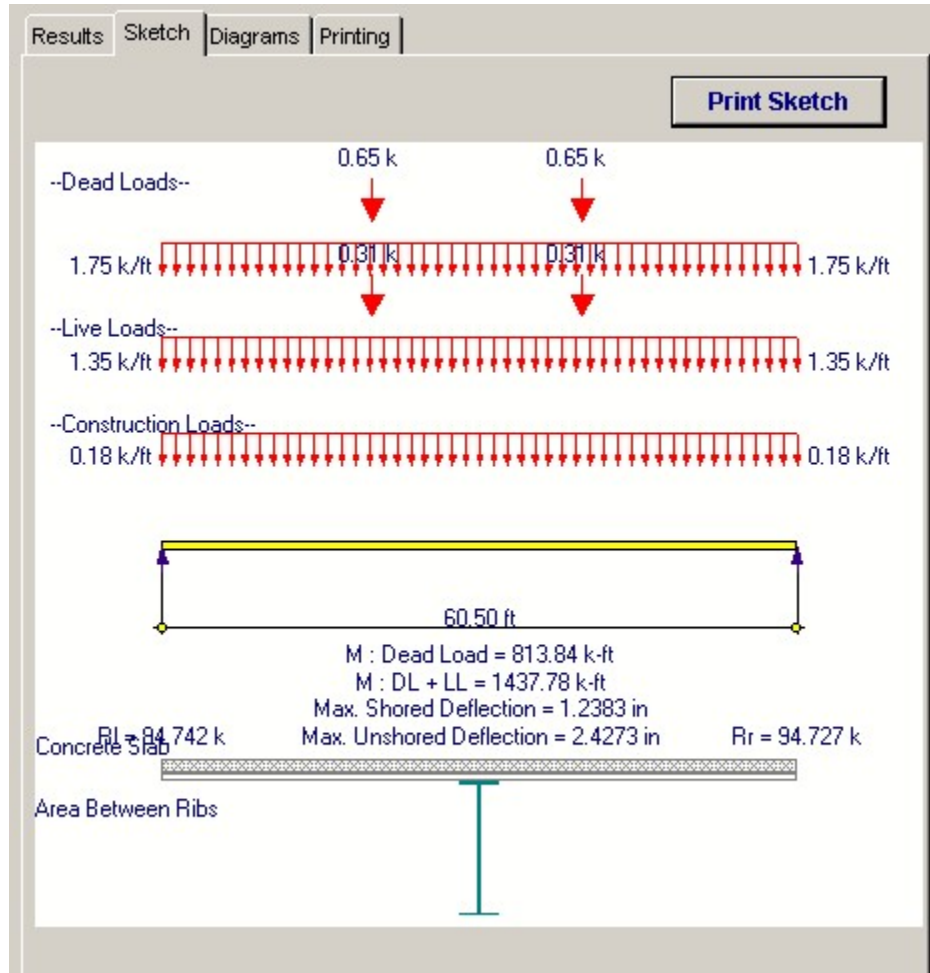 Results Sketch Diagrams Printing
Print Sketch
0.65 k 0.65 k
--Dead Loads--
0.31 k 0.31 k
1.75 k/ft 1.75 k/ft
--Live Loads--
1.35 k/ft 1.35 k/ft
--Construction Loads--
0.18 k/ft 0.18 k/ft
60.50 ft
M : Dead Load = 813.84 k-ft
M : DL + LL = 1437.78 k-ft
Max. Shored Deflection = 1.2383 in
Rl = 94.742 k Max. Unshored Deflection = 2.4273 in Rr = 94.727 k
Concrete Slab
Area Between Ribs